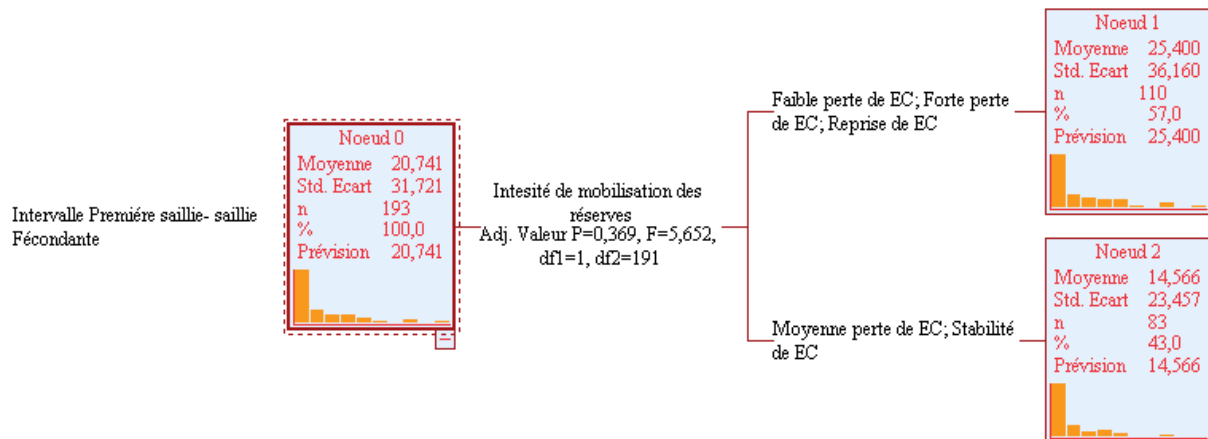 Intervalle Premiére saillie- saillie
Fécondante
Noeud 0
Moyenne 20,741
Std. Ecart 31,721
n 193
% 100,0
Prévision 20,741
Intesité de mobilisation des
réserves
Adj. Valeur P=0,369, F=5,652,
df1=1, df2=191
Faible perte de EC; Forte perte
de EC; Reprise de EC
Noeud 1
Moyenne 25,400
Std. Ecart 36,160
n 110
% 57,0
Prévision 25,400
Moyenne perte de EC; Stabilité
de EC
Noeud 2
Moyenne 14,566
Std. Ecart 23,457
n 83
% 43,0
Prévision 14,566